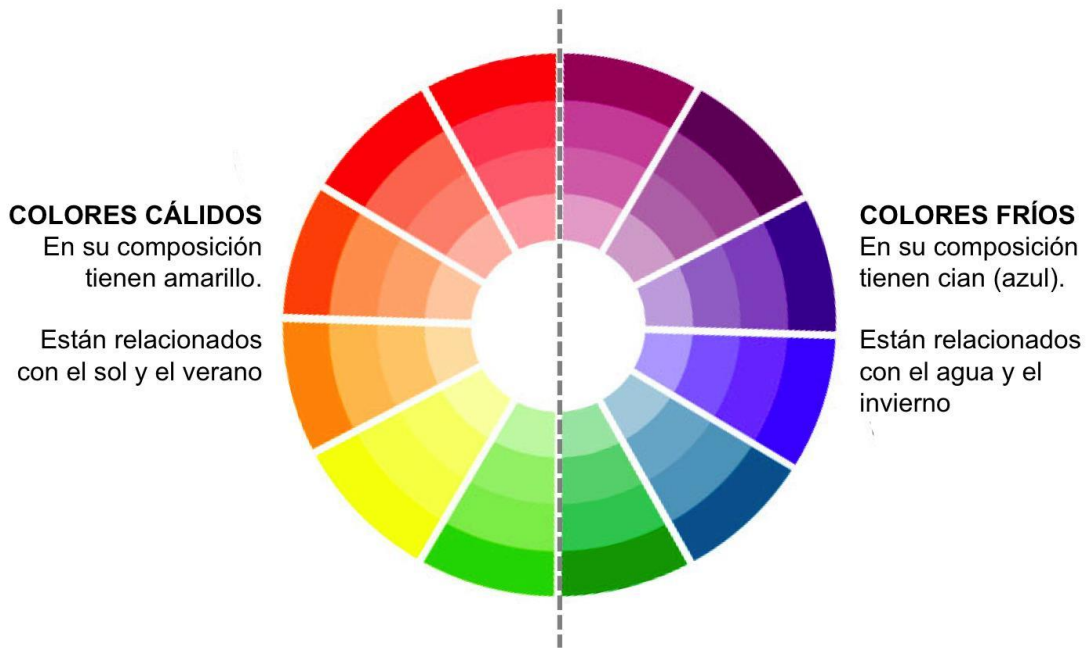 COLORES CÁLIDOS
En su composición
tienen amarillo.
Están relacionados
con el sol y el verano
COLORES FRÍOS
En su composición
tienen cian (azul).
Están relacionados
con el agua y el
invierno